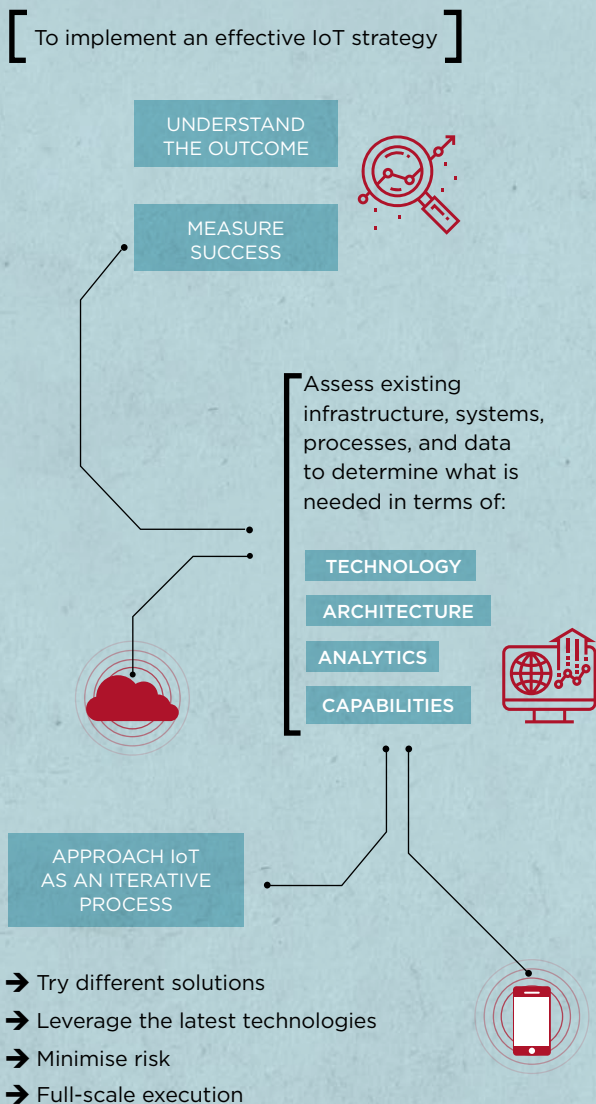 To implement an effective IoT strategy
UNDERSTAND
THE OUTCOME
MEASURE
SUCCESS
Assess existing
infrastructure, systems,
processes, and data
to determine what is
needed in terms of:
TECHNOLOGY
ARCHITECTURE
ANALYTICS
CAPABILITIES
APPROACH IoT
AS AN ITERATIVE
PROCESS
➔ Try different solutions
➔ Leverage the latest technologies
➔ Minimise risk
➔ Full-scale execution